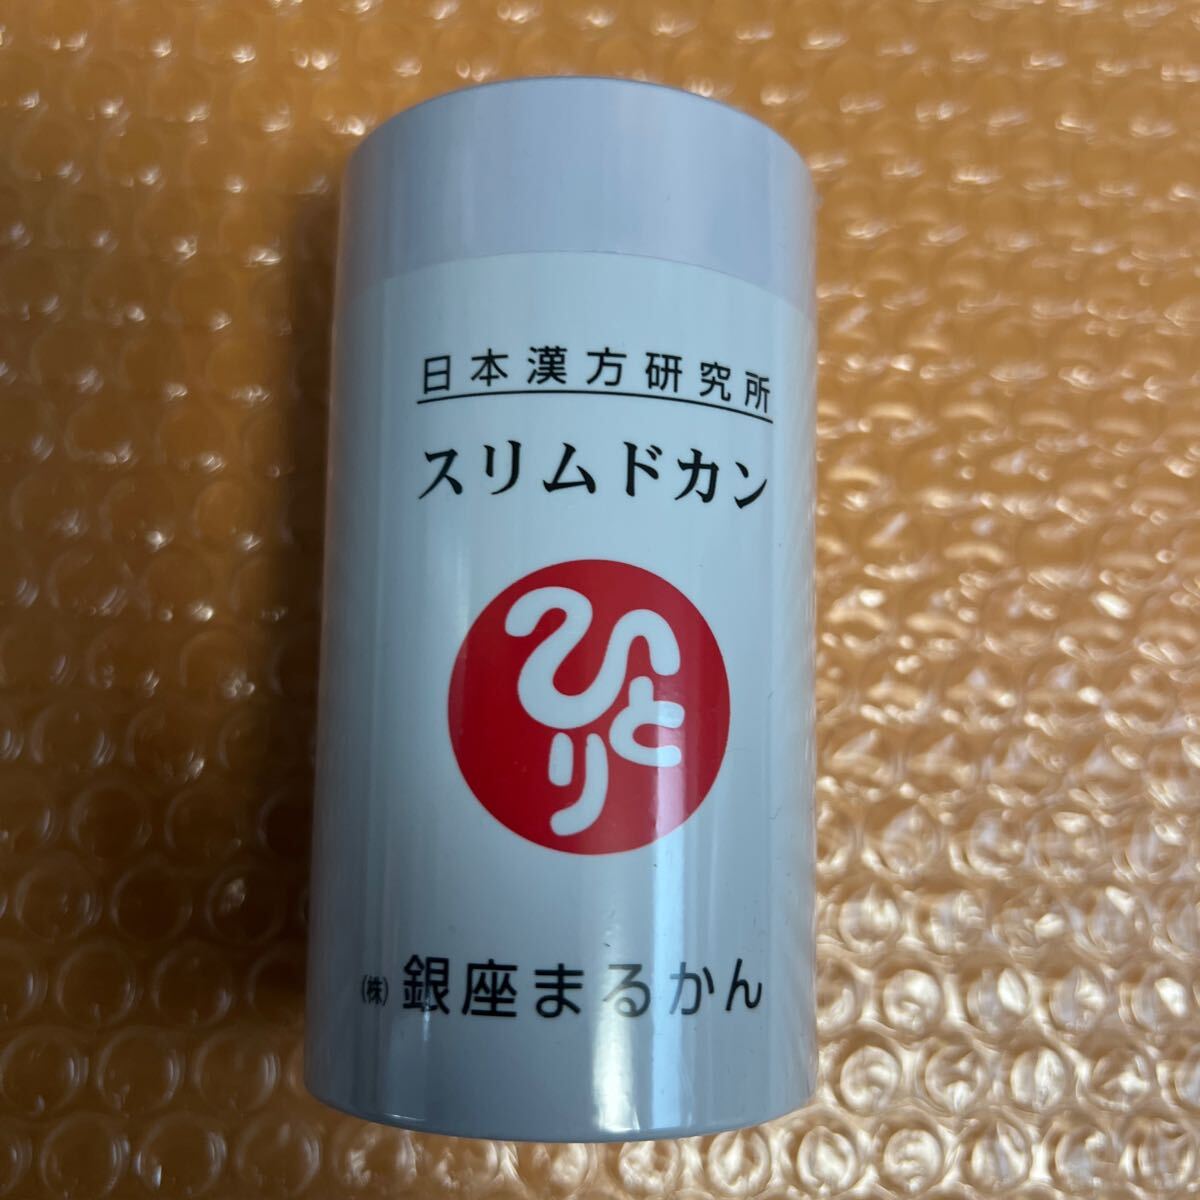 日本漢方研究所
スリムドカン
ひとり
(株)銀座まるかん